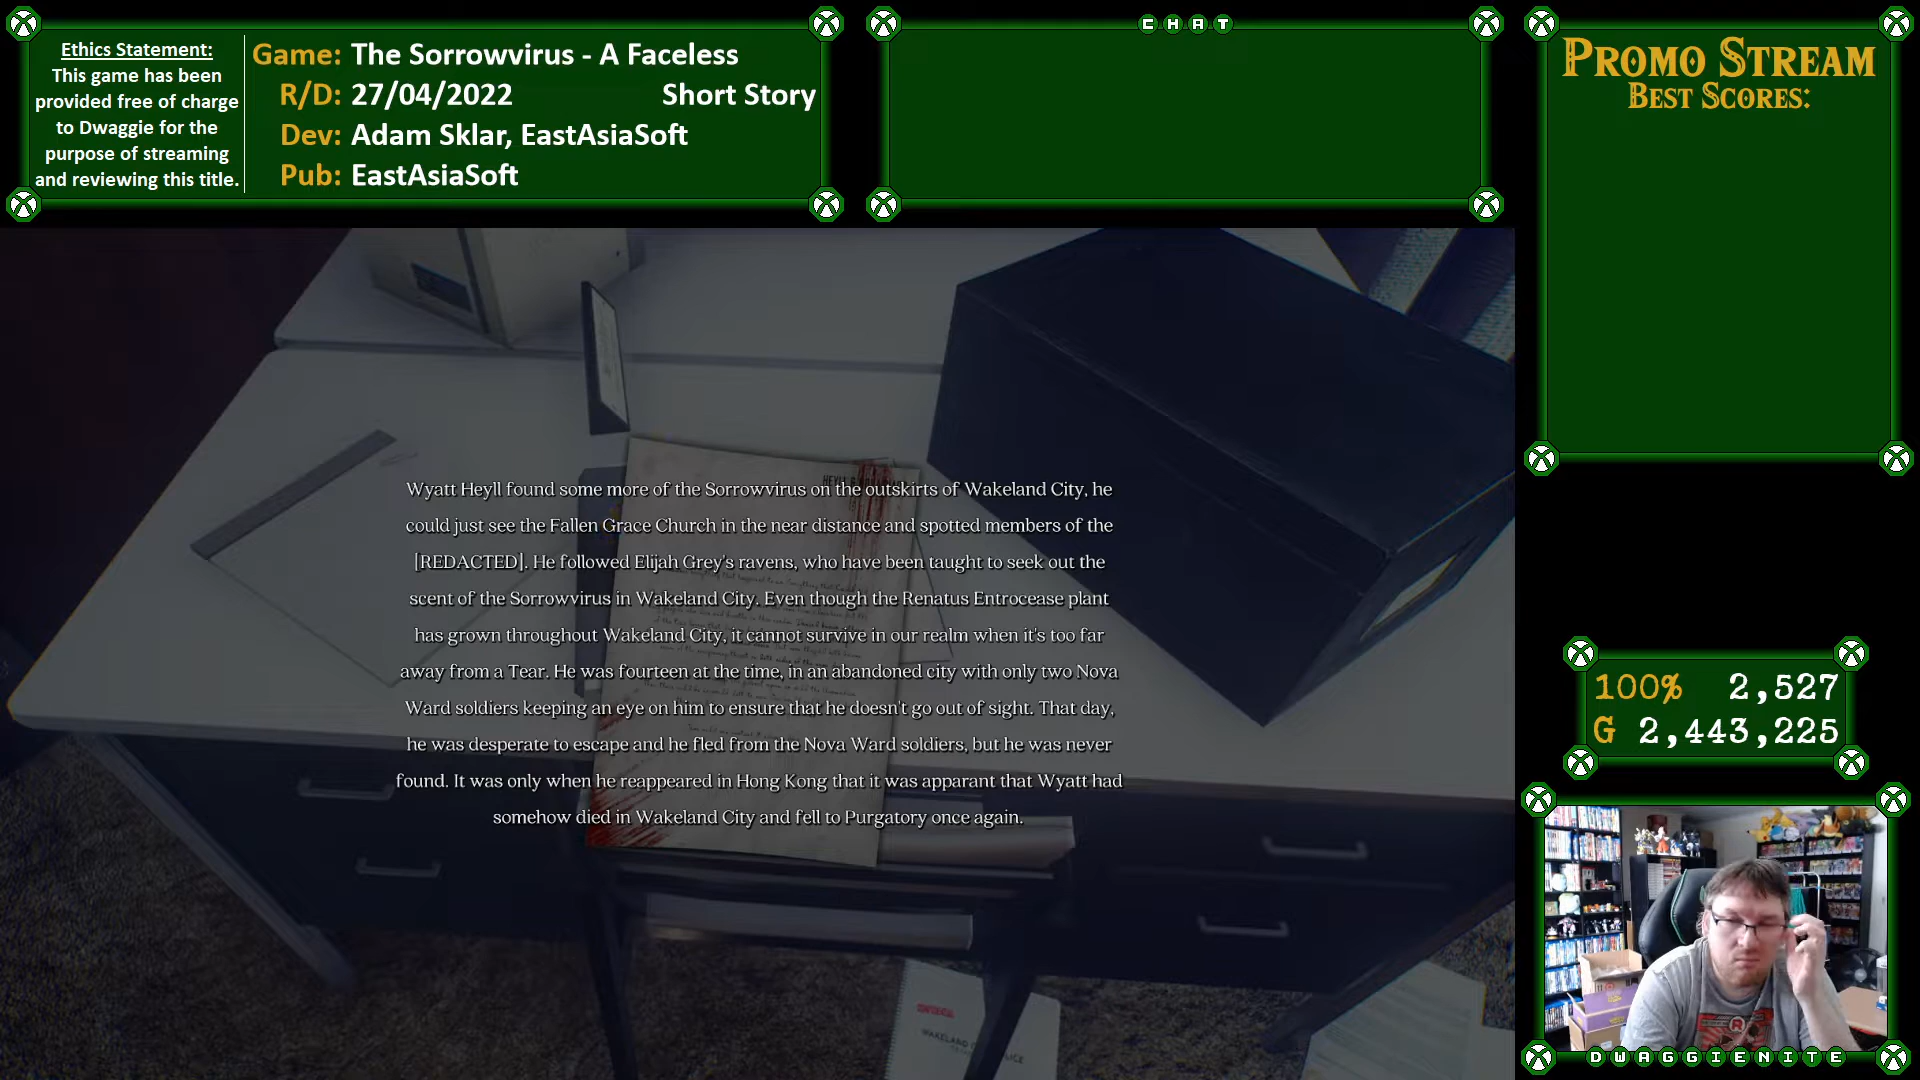 Ethics Statement:
This game has been
provided free of charge
to Dwaggie for the
purpose of streaming
and reviewing this title.
Game: The Sorrowvirus - A Faceless
R/D: 27/04/2022 Short Story
Dev: Adam Sklar, EastAsiaSoft
Pub: EastAsiaSoft
CHAT
PROMO STREAM
BEST SCORES:
Wyatt Heyll found some more of the Sorrowvirus on the outskirts of Wakeland City, he
could just see the Fallen Grace Church in the near distance and spotted members of the
[REDACTED]. He followed Elijah Grey's ravens, who have been taught to seek out the
scent of the Sorrowvirus in Wakeland City. Even though the Renatus Entrocease plant
has grown throughout Wakeland City, it cannot survive in our realm when it's too far
away from a Tear. He was fourteen at the time, in an abandoned city with only two Nova
Ward soldiers keeping an eye on him to ensure that he doesn't go out of sight. That day,
he was desperate to escape and he fled from the Nova Ward soldiers, but he was never
found. It was only when he reappeared in Hong Kong that it was apparant that Wyatt had
somehow died in Wakeland City and fell to Purgatory once again.
100% 2,527
G 2,443,225
WAKELAND
DWAGGIENITE